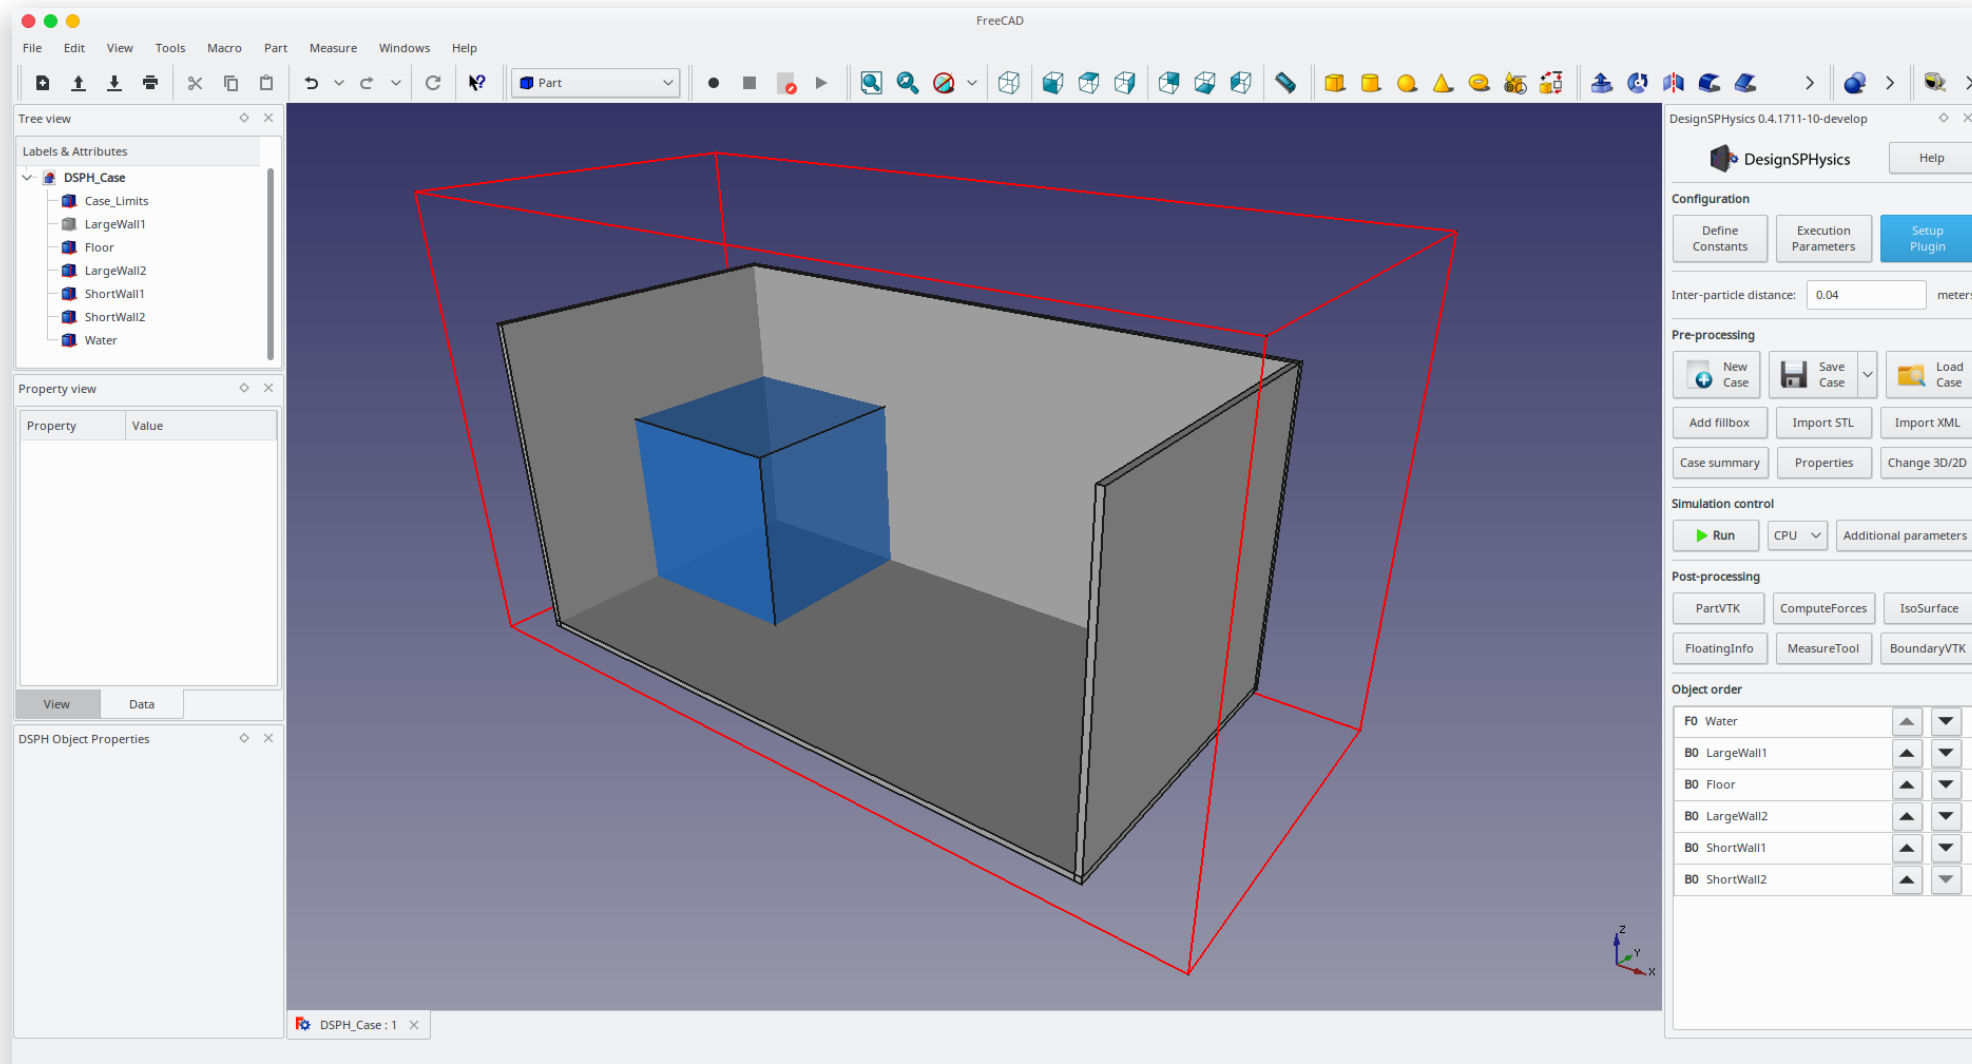 FreeCAD
File Edit View Tools Macro Part Measure Windows Help
Part
Tree view
Labels & Attributes
DSPH_Case
Case_Limits
LargeWall1
Floor
LargeWall2
ShortWall1
ShortWall2
Water
Property view
Property Value
View Data
DSPH Object Properties
Z
Y
X
DSPH_Case : 1
DesignSPHysics 0.4.1711-10-develop
DesignSPHysics Help
Configuration
Define Constants
Execution Parameters
Setup Plugin
Inter-particle distance: 0.04 meters
Pre-processing
New Case
Save Case
Load Case
Add fillbox Import STL Import XML
Case summary Properties Change 3D/2D
Simulation control
Run CPU Additional parameters
Post-processing
PartVTK ComputeForces IsoSurface
FloatingInfo MeasureTool BoundaryVTK
Object order
F0 Water
B0 LargeWall1
B0 Floor
B0 LargeWall2
B0 ShortWall1
B0 ShortWall2